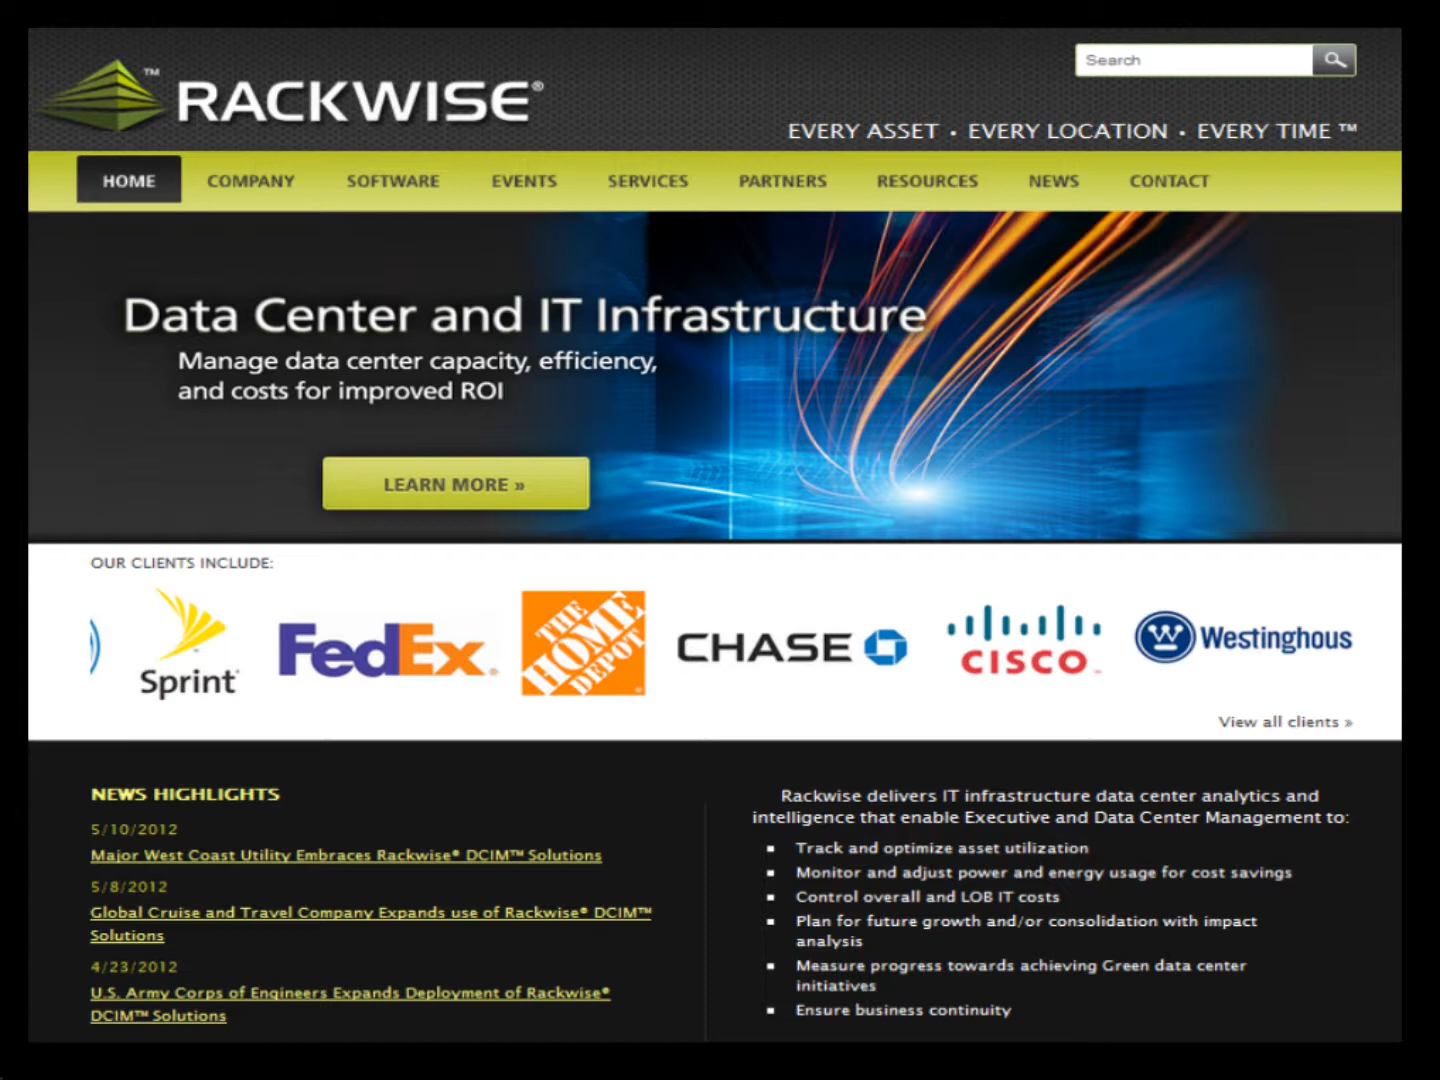 RACKWISE®
™
Search
EVERY ASSET • EVERY LOCATION • EVERY TIME ™
HOME COMPANY SOFTWARE EVENTS SERVICES PARTNERS RESOURCES NEWS CONTACT
Data Center and IT Infrastructure
Manage data center capacity, efficiency,
and costs for improved ROI
LEARN MORE »
OUR CLIENTS INCLUDE:
Sprint
FedEx®
THE
HOME
DEPOT
CHASE
CISCO
W Westinghous
View all clients »
NEWS HIGHLIGHTS
5/10/2012
Major West Coast Utility Embraces Rackwise® DCIM™ Solutions
5/8/2012
Global Cruise and Travel Company Expands use of Rackwise® DCIM™
Solutions
4/23/2012
U.S. Army Corps of Engineers Expands Deployment of Rackwise®
DCIM™ Solutions
Rackwise delivers IT infrastructure data center analytics and
intelligence that enable Executive and Data Center Management to:
▪ Track and optimize asset utilization
▪ Monitor and adjust power and energy usage for cost savings
▪ Control overall and LOB IT costs
▪ Plan for future growth and/or consolidation with impact
analysis
▪ Measure progress towards achieving Green data center
initiatives
▪ Ensure business continuity